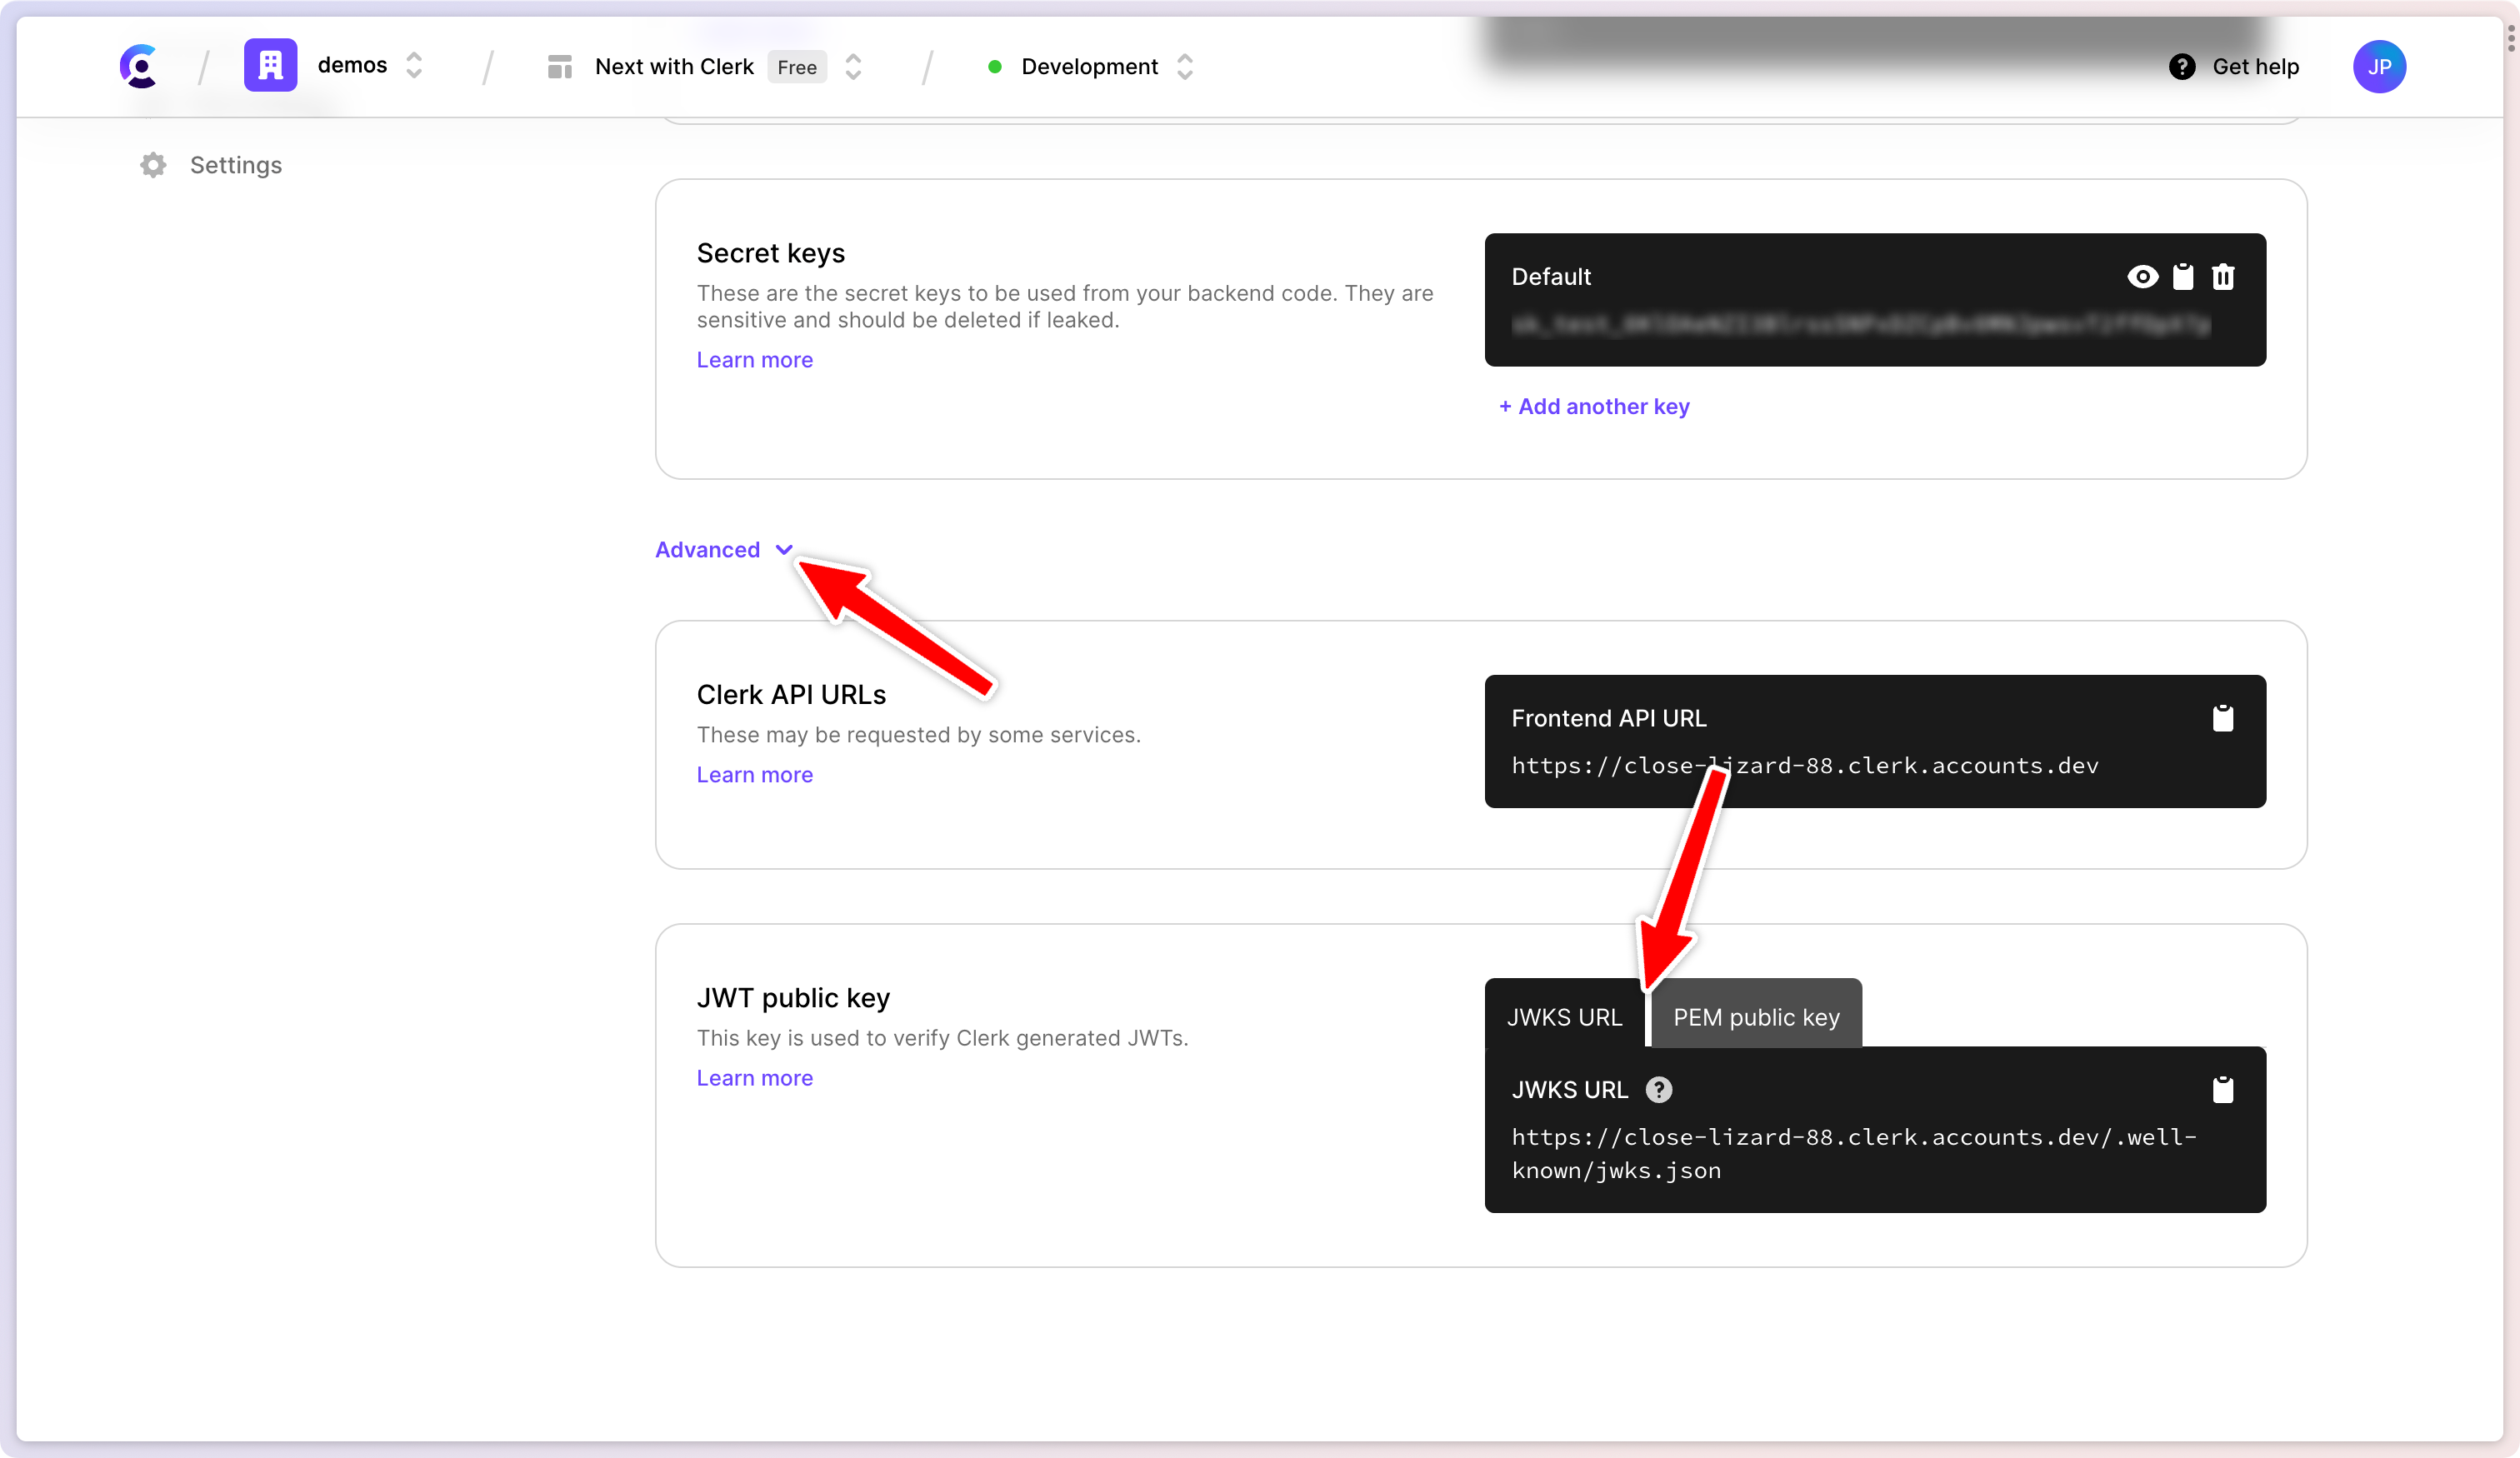 demos
Next with Clerk Free
Development
Get help
JP
Settings
Secret keys
These are the secret keys to be used from your backend code. They are
sensitive and should be deleted if leaked.
Learn more
Default
+ Add another key
Advanced
Clerk API URLs
These may be requested by some services.
Learn more
Frontend API URL
https://close-lizard-88.clerk.accounts.dev
JWT public key
This key is used to verify Clerk generated JWTs.
Learn more
JWKS URL
PEM public key
JWKS URL ?
https://close-lizard-88.clerk.accounts.dev/.well-
known/jwks.json